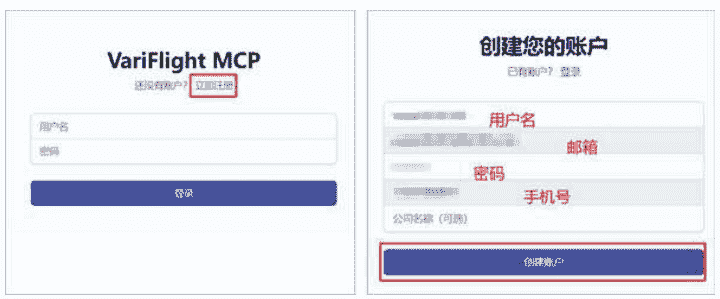 VariFlight MCP
还没有账户? 立即注册
用户名
密码
登录
创建您的账户
已有账户? 登录
用户名
邮箱
密码
手机号
公司名称（可选）
创建账户